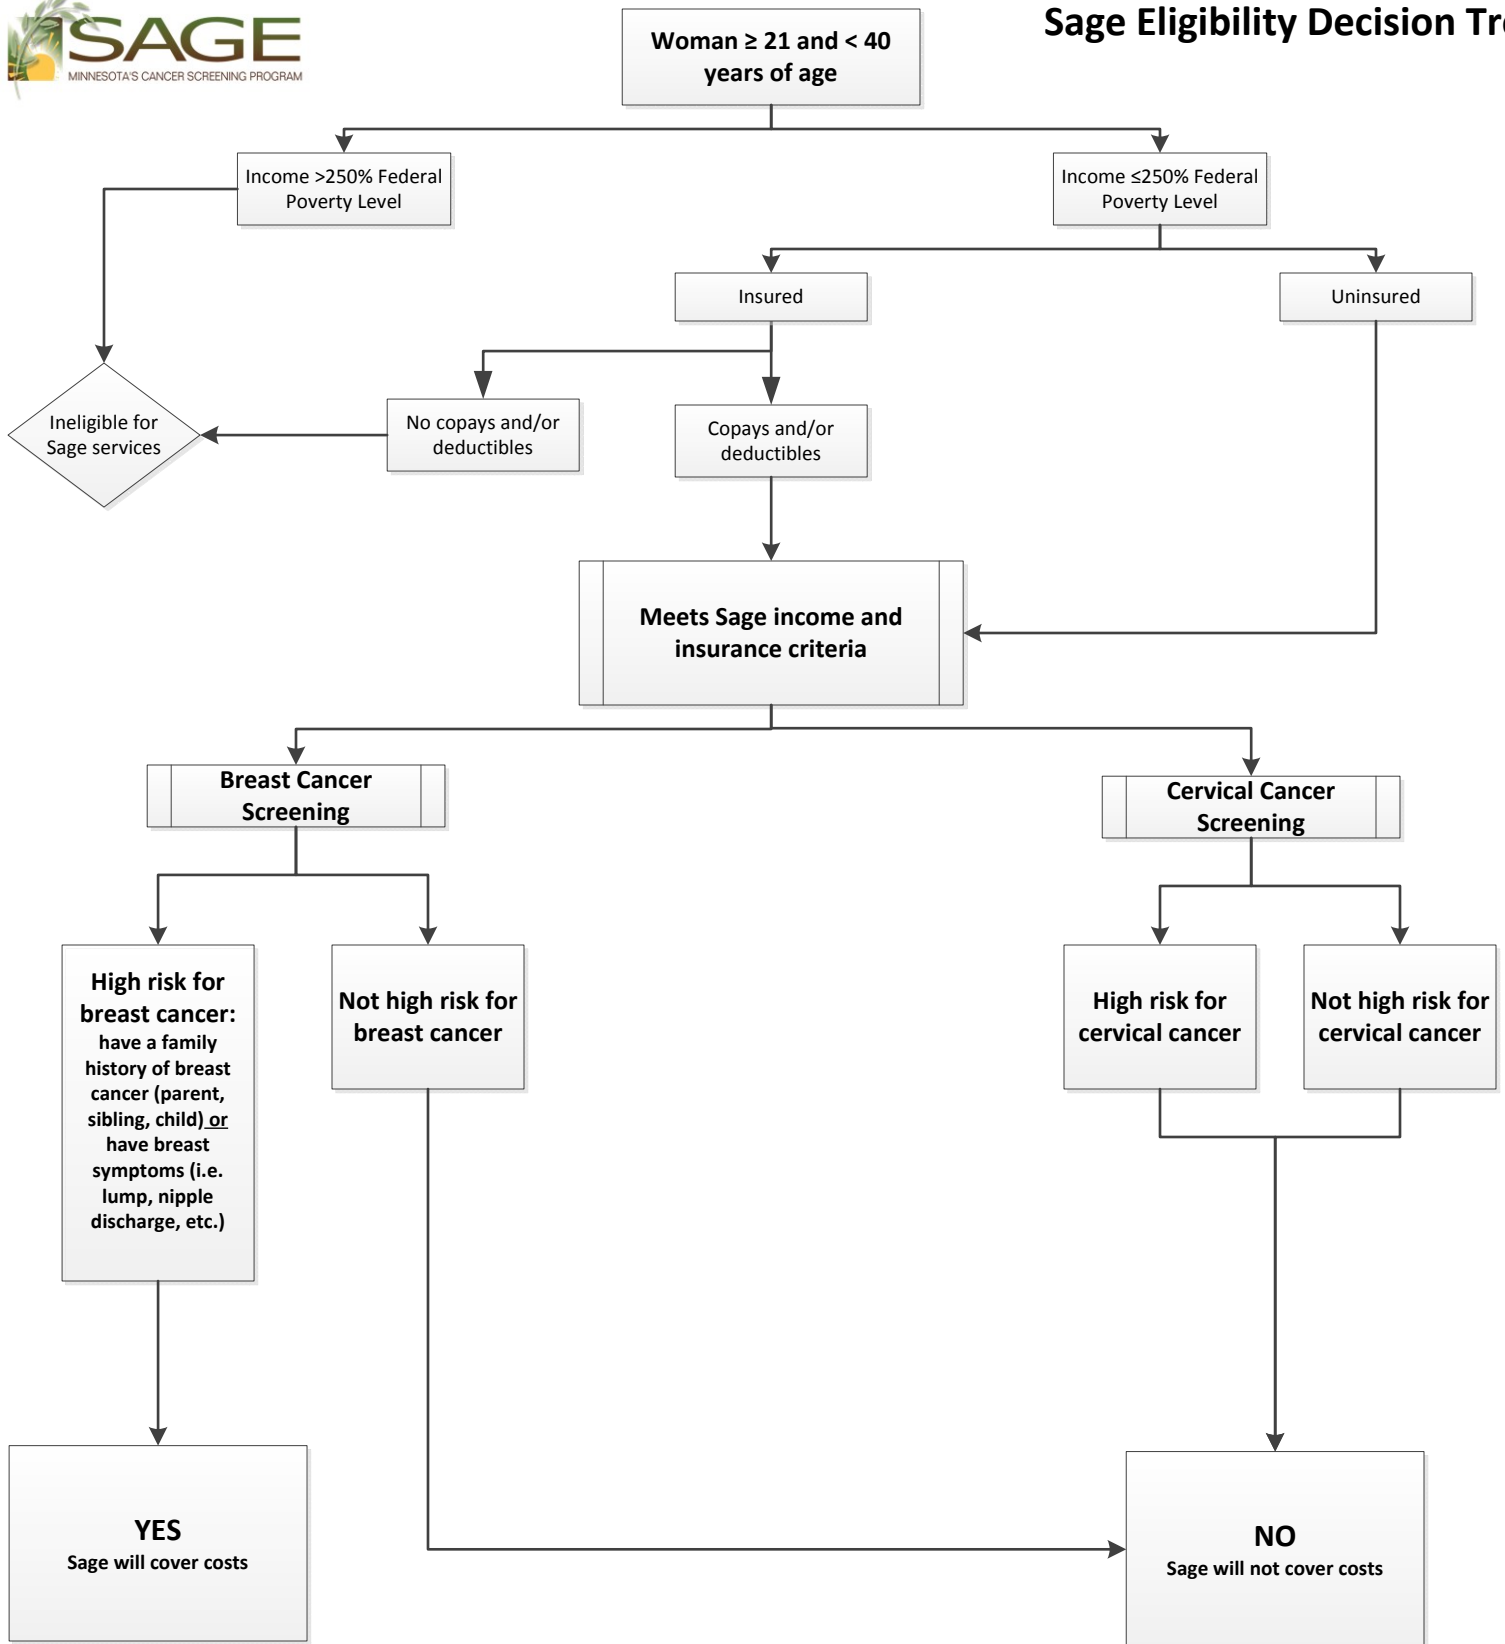 SAGE
MINNESOTA'S CANCER SCREENING PROGRAM
Sage Eligibility Decision Tre
Woman ≥ 21 and < 40
years of age
Income >250% Federal
Poverty Level
Income ≤250% Federal
Poverty Level
Insured
Uninsured
Ineligible for
Sage services
No copays and/or
deductibles
Copays and/or
deductibles
Meets Sage income and
insurance criteria
Breast Cancer
Screening
Cervical Cancer
Screening
High risk for
breast cancer:
have a family
history of breast
cancer (parent,
sibling, child) or
have breast
symptoms (i.e.
lump, nipple
discharge, etc.)
Not high risk for
breast cancer
High risk for
cervical cancer
Not high risk for
cervical cancer
YES
Sage will cover costs
NO
Sage will not cover costs